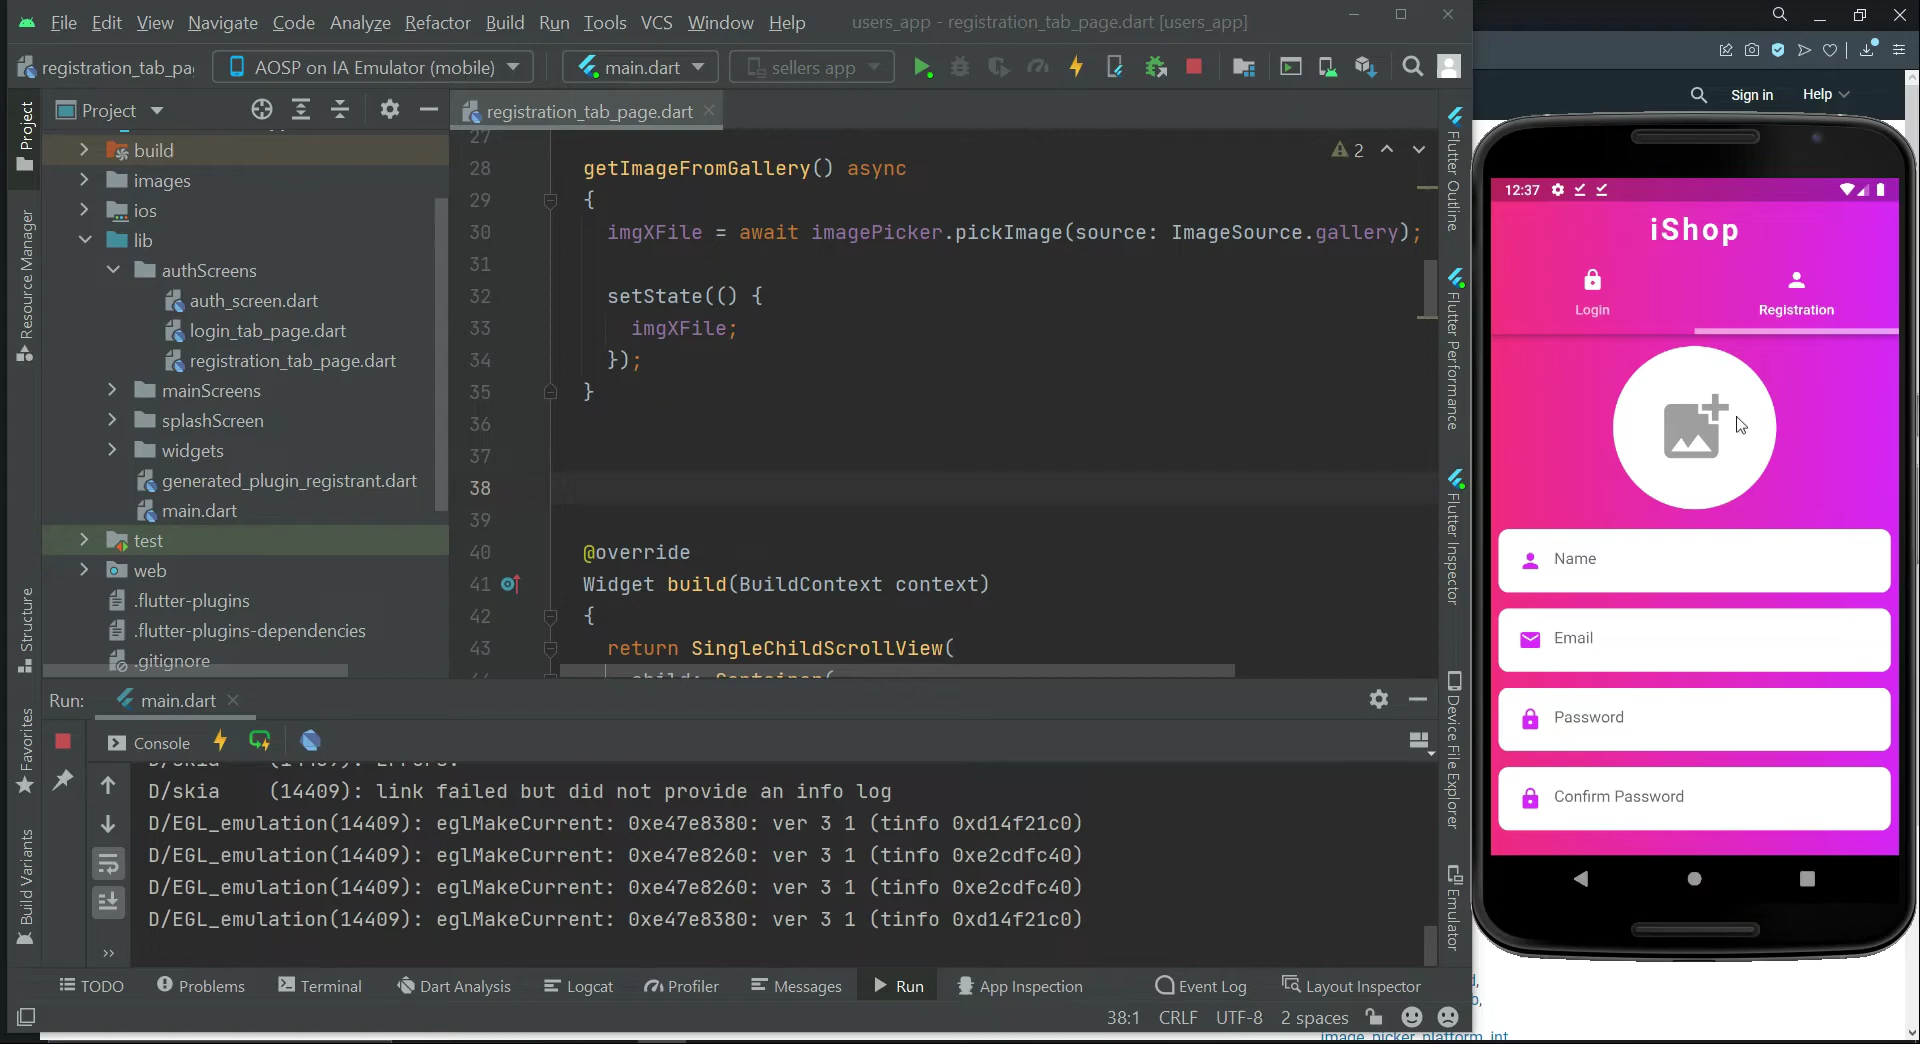 File Edit View Navigate Code Analyze Refactor Build Run Tools VCS Window Help users_app - registration_tab_page.dart [users_app]
registration_tab_pa AOSP on IA Emulator (mobile) main.dart sellers app
Sign in Help
Project registration_tab_page.dart
build
images
ios
lib
authScreens
auth_screen.dart
login_tab_page.dart
registration_tab_page.dart
mainScreens
splashScreen
widgets
generated_plugin_registrant.dart
main.dart
test
web
.flutter-plugins
.flutter-plugins-dependencies
.gitignore
Project
Resource Manager
Structure
Favorites
Build Variants
27
28 getImageFromGallery() async
29 {
30 imgXFile = await imagePicker.pickImage(source: ImageSource.gallery);
31
32 setState(() {
33 imgXFile;
34 });
35 }
36
37
38
39
40 @override
41 Widget build(BuildContext context)
42 {
43 return SingleChildScrollView(
2
Flutter Outline
Flutter Performance
Flutter Inspector
Device File Explorer
Emulator
Run: main.dart
Console
D/skia (14409): link failed but did not provide an info log
D/EGL_emulation(14409): eglMakeCurrent: 0xe47e8380: ver 3 1 (tinfo 0xd14f21c0)
D/EGL_emulation(14409): eglMakeCurrent: 0xe47e8260: ver 3 1 (tinfo 0xe2cdfc40)
D/EGL_emulation(14409): eglMakeCurrent: 0xe47e8260: ver 3 1 (tinfo 0xe2cdfc40)
D/EGL_emulation(14409): eglMakeCurrent: 0xe47e8380: ver 3 1 (tinfo 0xd14f21c0)
TODO Problems Terminal Dart Analysis Logcat Profiler Messages Run App Inspection Event Log Layout Inspector
38:1 CRLF UTF-8 2 spaces
12:37
iShop
Login Registration
Name
Email
Password
Confirm Password